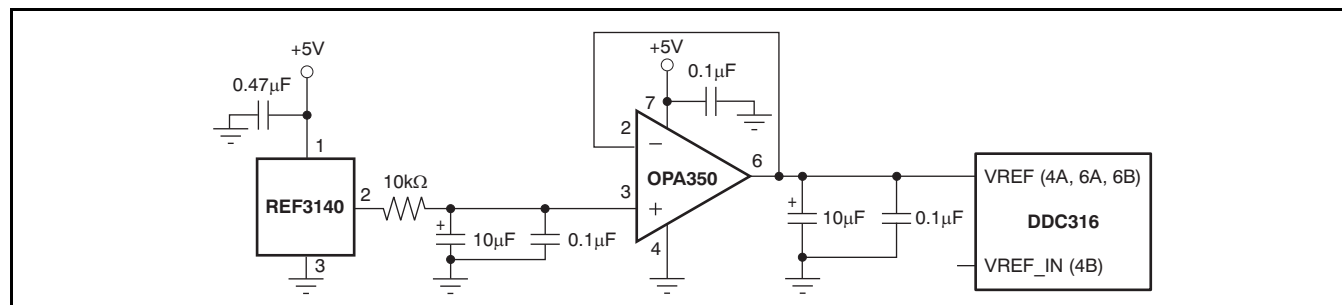 +5V
0.47μF
1
REF3140
2
3
10kΩ
+
10μF
0.1μF
+5V
0.1μF
7
2
−
OPA350
3
+
4
6
+
10μF
0.1μF
VREF (4A, 6A, 6B)
DDC316
VREF_IN (4B)